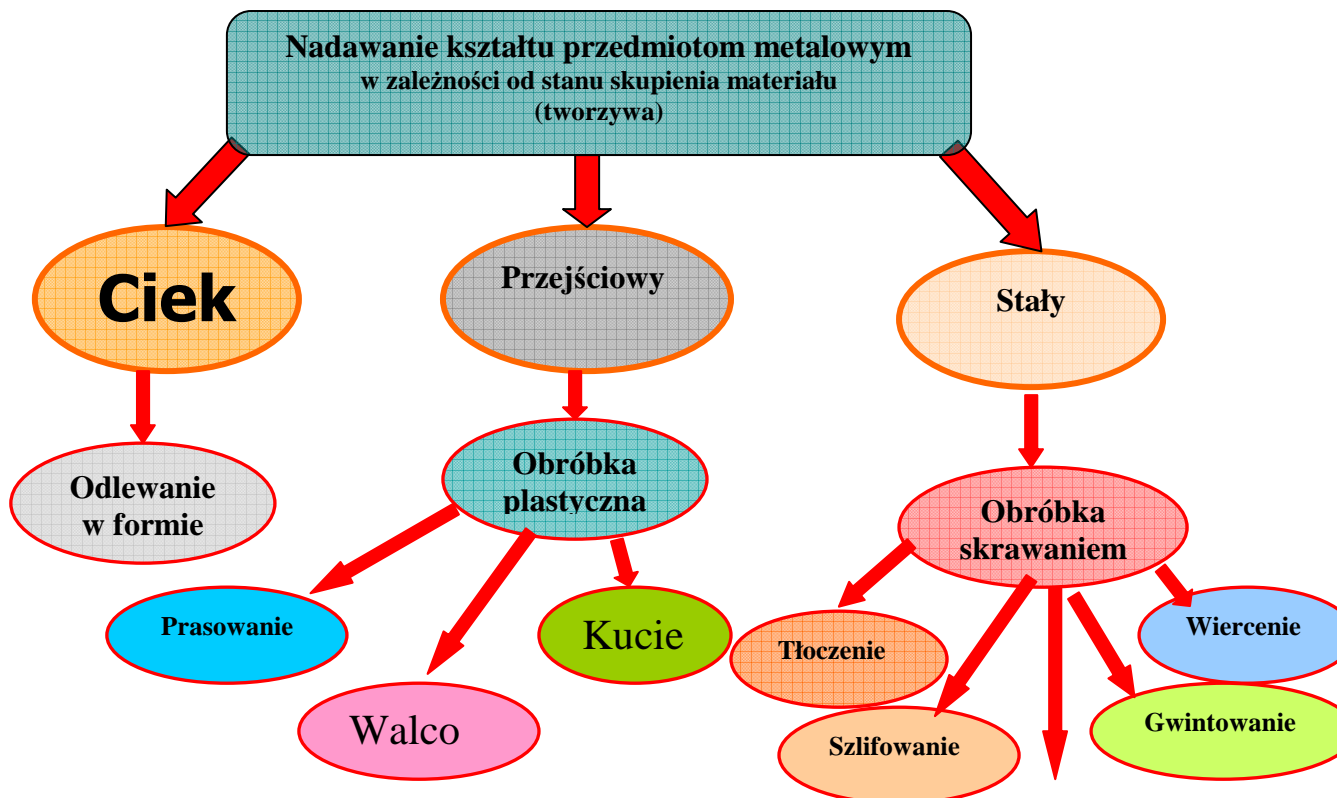 Nadawanie kształtu przedmiotom metalowym
w zależności od stanu skupienia materiału
(tworzywa)
Ciek
Przejściowy
Stały
Odlewanie
w formie
Obróbka
plastyczna
Obróbka
skrawaniem
Prasowanie
Walco
Kucie
Tłoczenie
Szlifowanie
Gwintowanie
Wiercenie